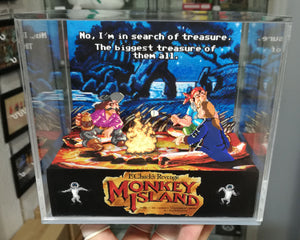 No, I'm in search of treasure.
The biggest treasure of
them all.
LeChuck's Revenge
MONKEY ISLAND